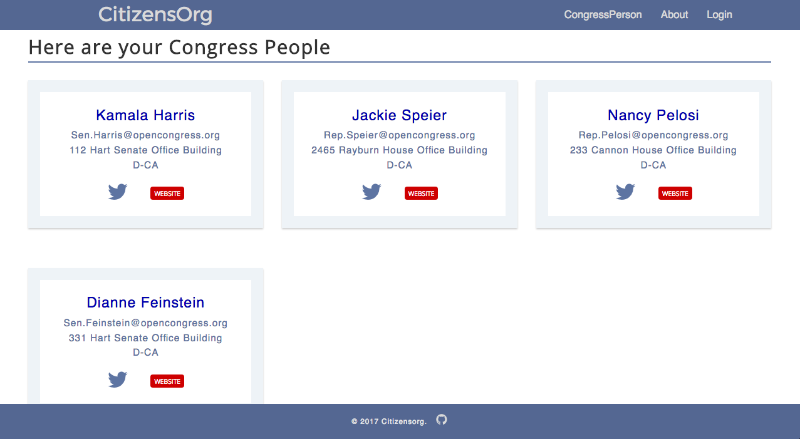 CitizensOrg
CongressPerson About Login
Here are your Congress People
Kamala Harris
Sen.Harris@opencongress.org
112 Hart Senate Office Building
D-CA
WEBSITE
Jackie Speier
Rep.Speier@opencongress.org
2465 Rayburn House Office Building
D-CA
WEBSITE
Nancy Pelosi
Rep.Pelosi@opencongress.org
233 Cannon House Office Building
D-CA
WEBSITE
Dianne Feinstein
Sen.Feinstein@opencongress.org
331 Hart Senate Office Building
D-CA
WEBSITE
© 2017 Citizensorg.